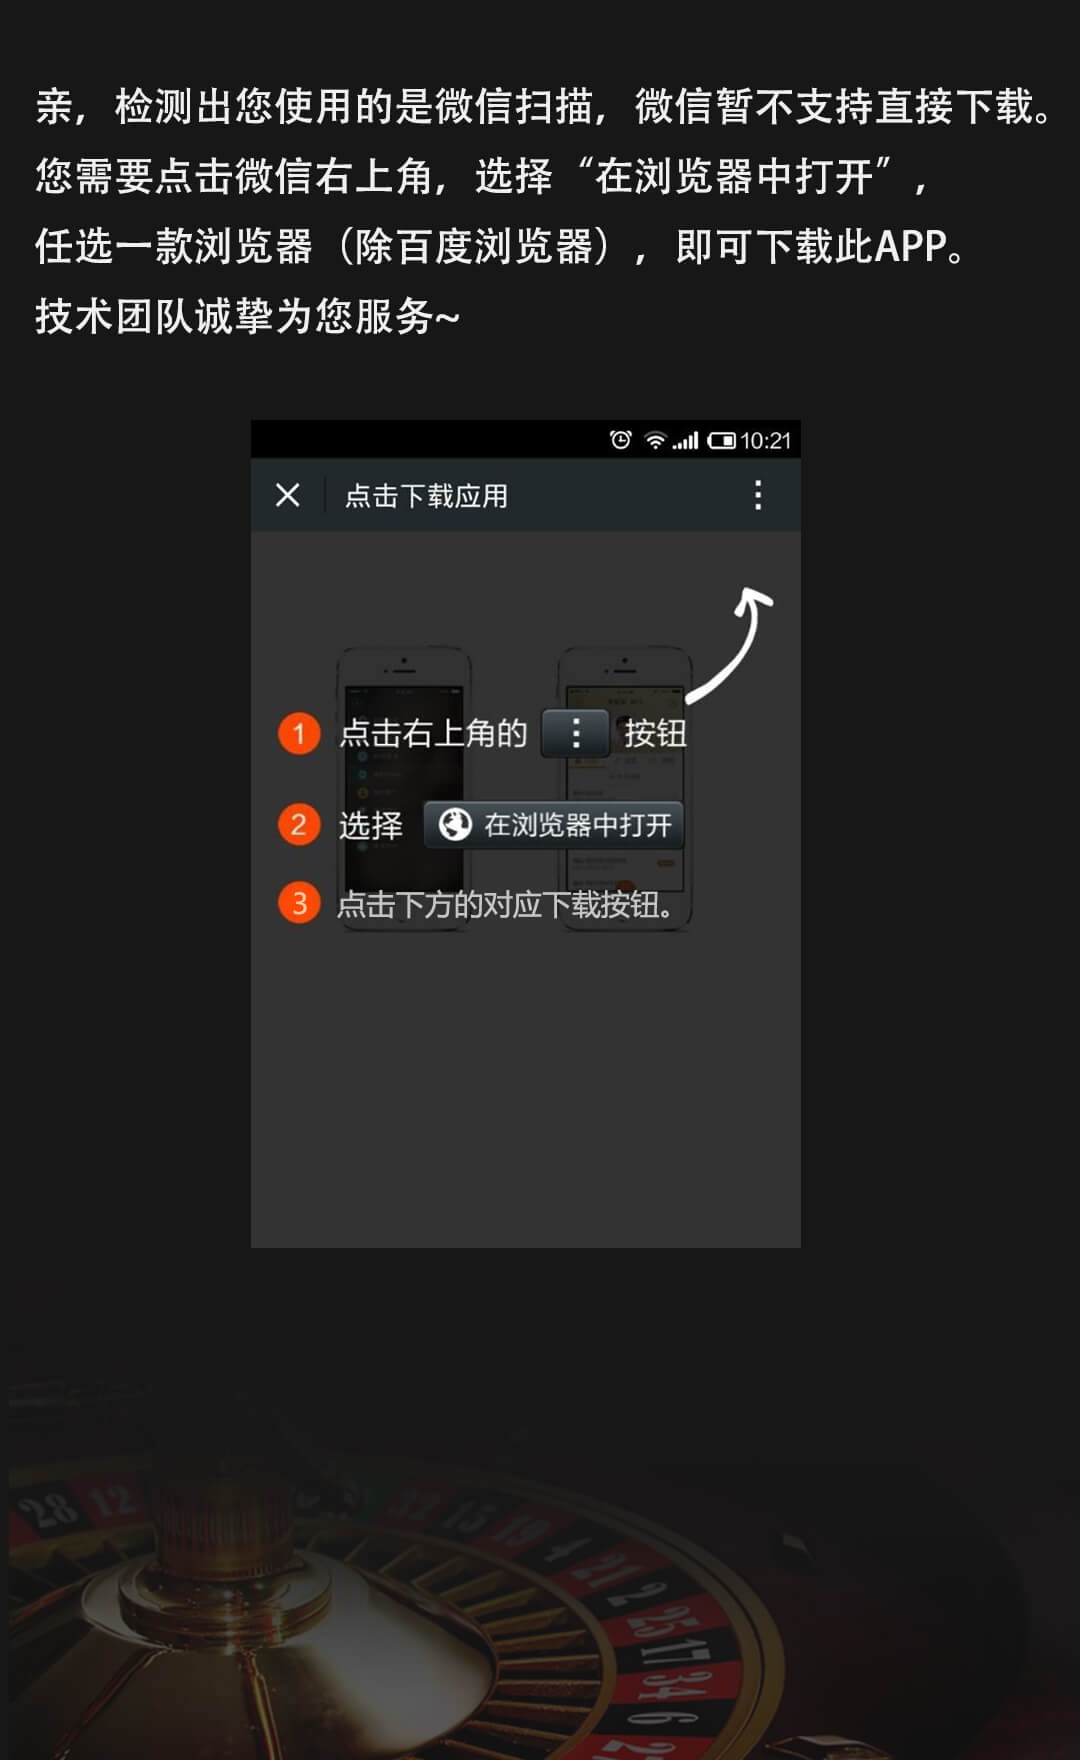 亲，检测出您使用的是微信扫描，微信暂不支持直接下载。
您需要点击微信右上角，选择“在浏览器中打开”，
任选一款浏览器（除百度浏览器），即可下载此APP。
技术团队诚挚为您服务~
10:21
点击下载应用
1 点击右上角的 按钮
2 选择 在浏览器中打开
3 点击下方的对应下载按钮。
28 12 32 15 19 4 21 2 25 17 34 6